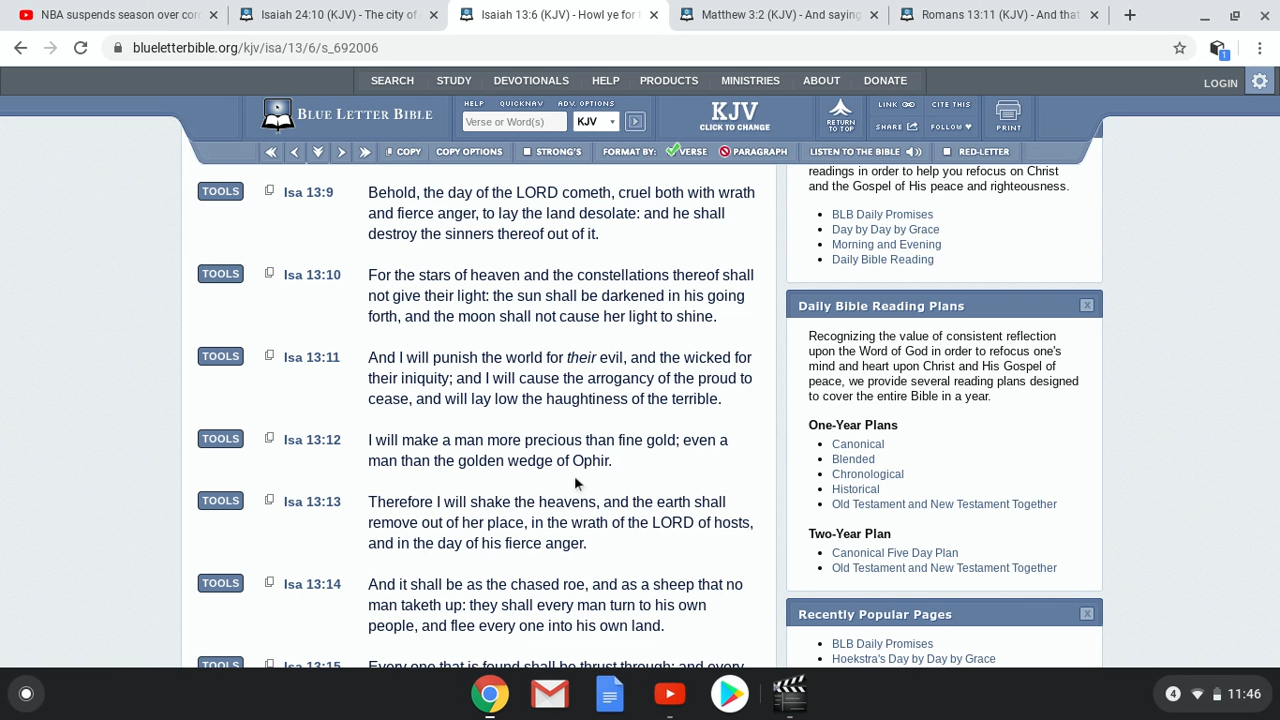 NBA suspends season over cor
Isaiah 24:10 (KJV) - The city of
Isaiah 13:6 (KJV) - Howl ye for t
Matthew 3:2 (KJV) - And saying
Romans 13:11 (KJV) - And that
blueletterbible.org/kjv/isa/13/6/s_692006
1
SEARCH STUDY DEVOTIONALS HELP PRODUCTS MINISTRIES ABOUT DONATE
LOGIN
BLUE LETTER BIBLE
HELP QUICKNAV ADV. OPTIONS
Verse or Word(s)
KJV
KJV
CLICK TO CHANGE
RETURN
TO TOP
LINK
CITE THIS
SHARE
FOLLOW
PRINT
COPY COPY OPTIONS STRONG'S FORMAT BY: VERSE PARAGRAPH LISTEN TO THE BIBLE RED-LETTER
TOOLS Isa 13:9 Behold, the day of the LORD cometh, cruel both with wrath
and fierce anger, to lay the land desolate: and he shall
destroy the sinners thereof out of it.
TOOLS Isa 13:10 For the stars of heaven and the constellations thereof shall
not give their light: the sun shall be darkened in his going
forth, and the moon shall not cause her light to shine.
TOOLS Isa 13:11 And I will punish the world for their evil, and the wicked for
their iniquity; and I will cause the arrogancy of the proud to
cease, and will lay low the haughtiness of the terrible.
TOOLS Isa 13:12 I will make a man more precious than fine gold; even a
man than the golden wedge of Ophir.
TOOLS Isa 13:13 Therefore I will shake the heavens, and the earth shall
remove out of her place, in the wrath of the LORD of hosts,
and in the day of his fierce anger.
TOOLS Isa 13:14 And it shall be as the chased roe, and as a sheep that no
man taketh up: they shall every man turn to his own
people, and flee every one into his own land.
TOOLS Isa 13:15 Every one that is found shall be thrust through; and every
readings in order to help you refocus on Christ
and the Gospel of His peace and righteousness.
BLB Daily Promises
Day by Day by Grace
Morning and Evening
Daily Bible Reading
Daily Bible Reading Plans
Recognizing the value of consistent reflection
upon the Word of God in order to refocus one's
mind and heart upon Christ and His Gospel of
peace, we provide several reading plans designed
to cover the entire Bible in a year.
One-Year Plans
Canonical
Blended
Chronological
Historical
Old Testament and New Testament Together
Two-Year Plan
Canonical Five Day Plan
Old Testament and New Testament Together
Recently Popular Pages
BLB Daily Promises
Hoekstra's Day by Day by Grace
4 11:46